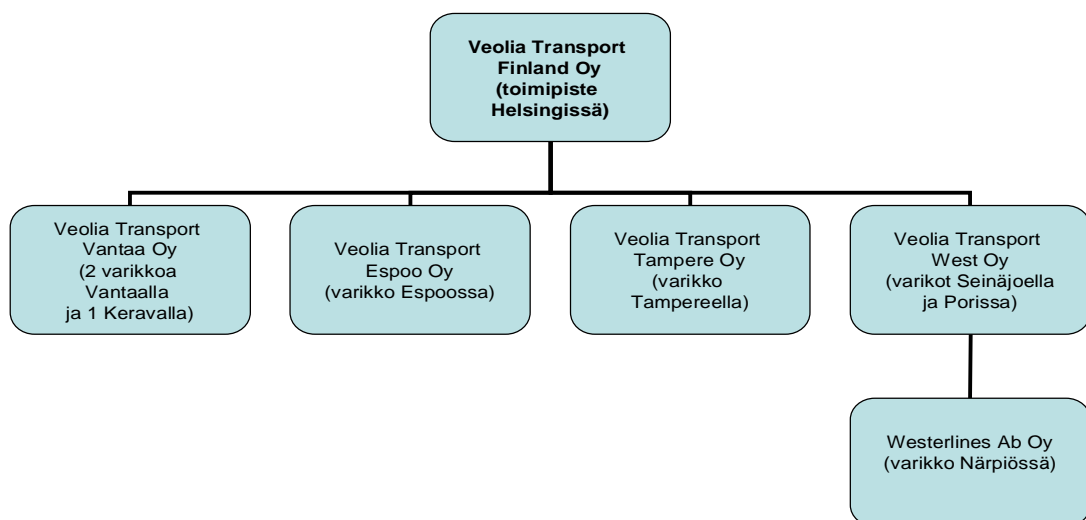 Veolia Transport
Finland Oy
(toimipiste
Helsingissä)
Veolia Transport
Vantaa Oy
(2 varikkoa
Vantaalla
ja 1 Keravalla)
Veolia Transport
Espoo Oy
(varikko Espoossa)
Veolia Transport
Tampere Oy
(varikko
Tampereella)
Veolia Transport
West Oy
(varikot Seinäjoella
ja Porissa)
Westerlines Ab Oy
(varikko Närpiössä)